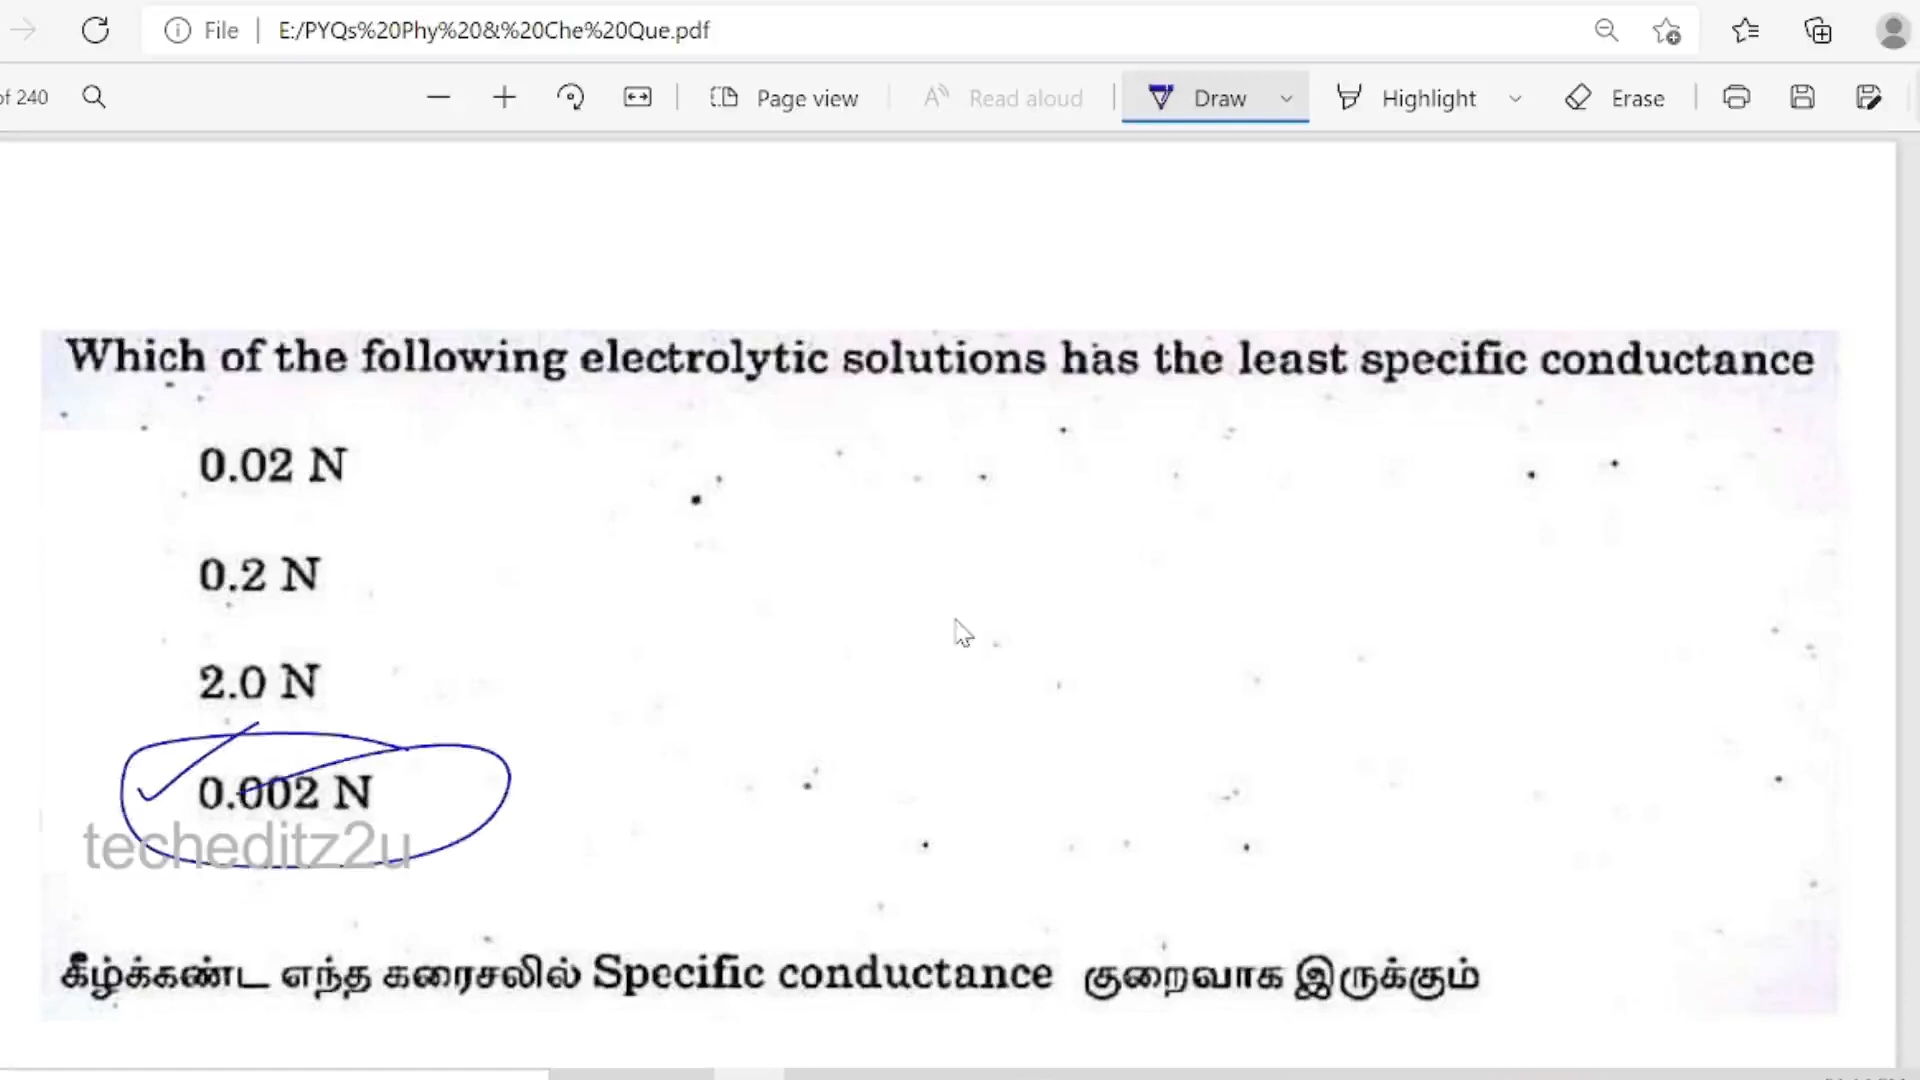 File E:/PYQs%20Phy%20&%20Che%20Que.pdf
of 240 Page view Read aloud Draw Highlight Erase
Which of the following electrolytic solutions has the least specific conductance
0.02 N
0.2 N
2.0 N
0.002 N
techeditz2u
கீழ்க்கண்ட எந்த கரைசலில் Specific conductance குறைவாக இருக்கும்